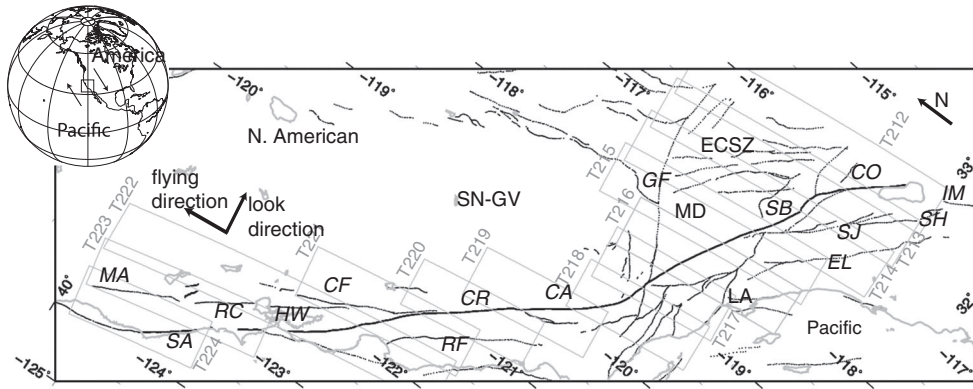 America
Pacific
-120°
-119°
-118°
-117°
-116°
-115°
N
N. American
T212
T215
ECSZ
33°
T222
flying
direction
look
direction
SN-GV
GF
MD
SB
CO
IM
T223
T216
SH
T220
T219
SJ
T213
40°
MA
CF
T218
EL
T214
CR
CA
RC
HW
LA
32°
SA
RF
T217
Pacific
T224
-125°
-124°
-123°
-122°
-121°
-120°
-119°
-118°
-117°